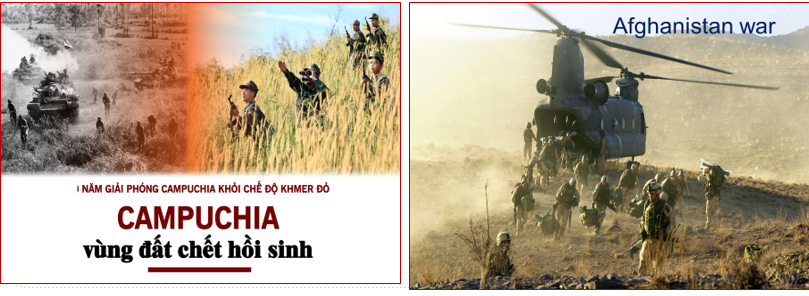 NĂM GIẢI PHÓNG CAMPUCHIA KHỎI CHẾ ĐỘ KHMER ĐỎ
CAMPUCHIA
vùng đất chết hồi sinh
Afghanistan war